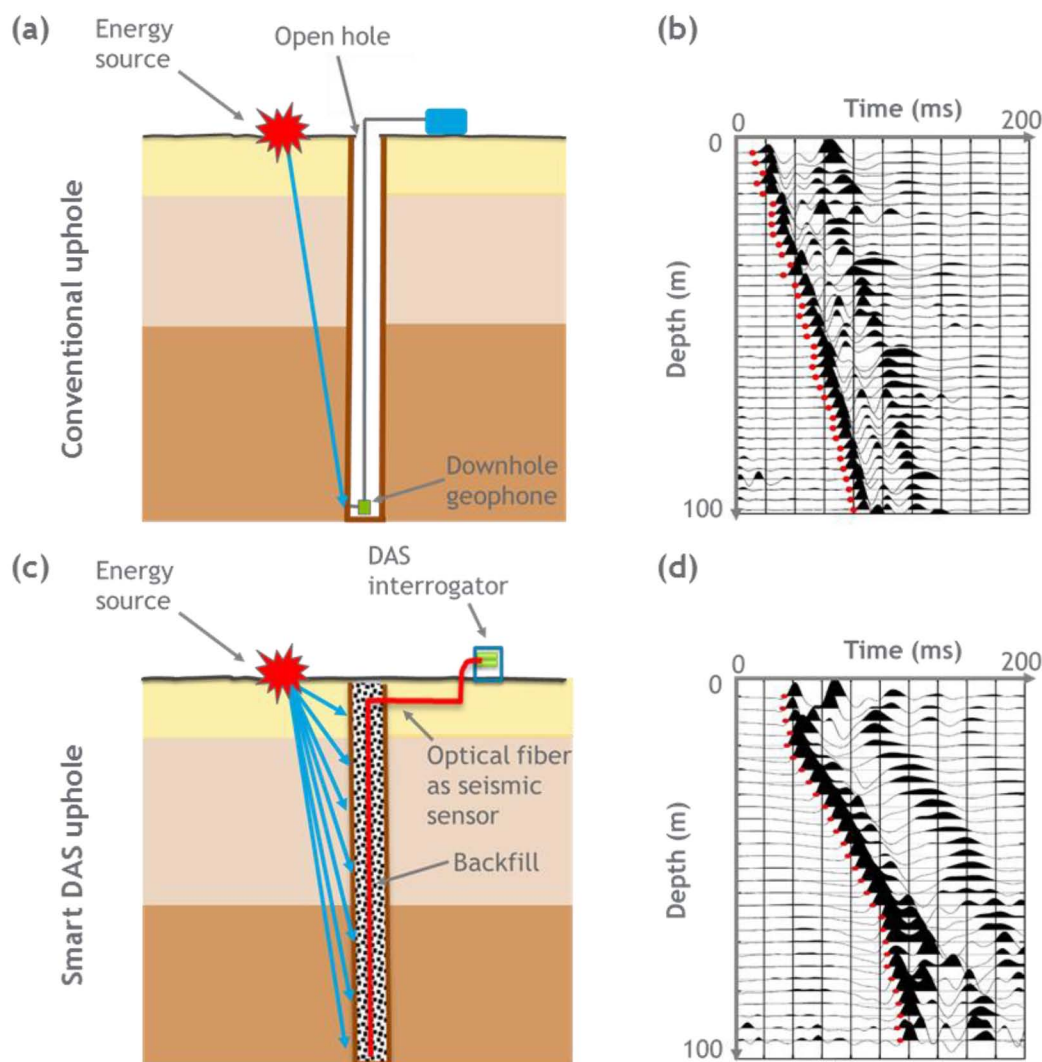 (a)
Energy
source
Open hole
Conventional uphole
Downhole
geophone
(b)
Time (ms)
0
200
0
Depth (m)
100
(c)
Energy
source
DAS
interrogator
Smart DAS uphole
Optical fiber
as seismic
sensor
Backfill
(d)
Time (ms)
0
200
0
Depth (m)
100